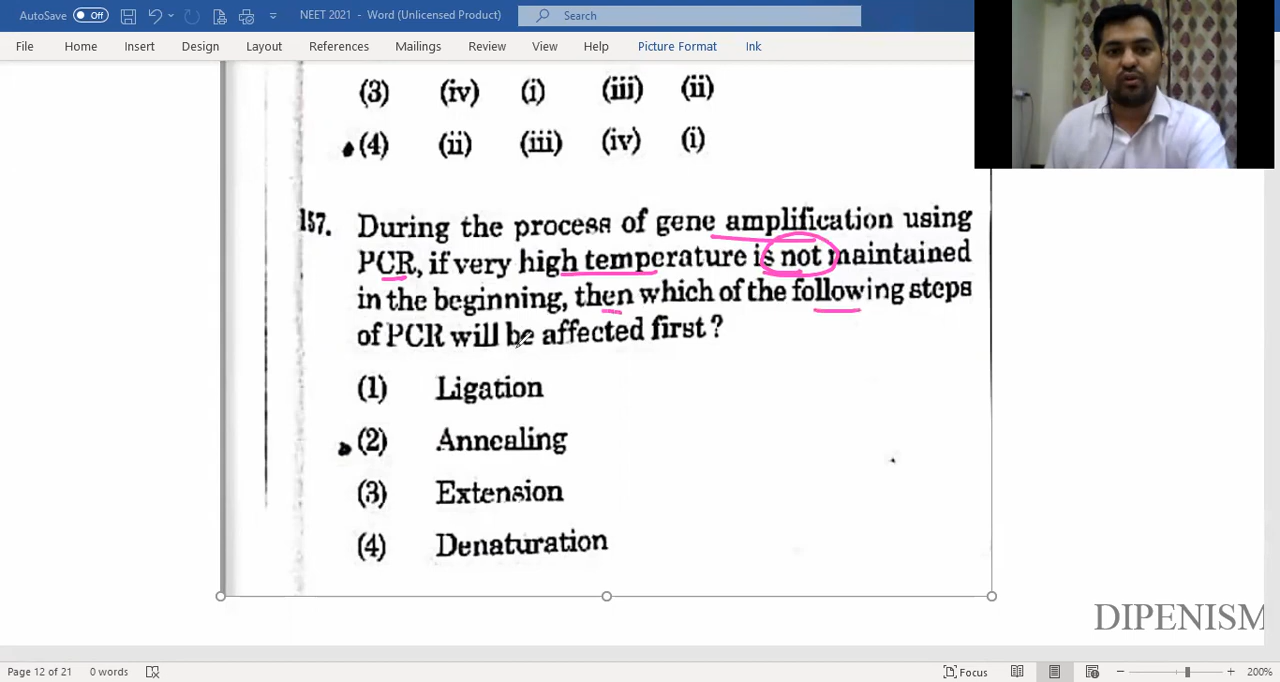 AutoSave Off NEET 2021 - Word (Unlicensed Product) Search
File Home Insert Design Layout References Mailings Review View Help Picture Format Ink
(3) (iv) (i) (iii) (ii)
(4) (ii) (iii) (iv) (i)
157. During the process of gene amplification using
PCR, if very high temperature is not maintained
in the beginning, then which of the following steps
of PCR will be affected first ?
(1) Ligation
(2) Annealing
(3) Extension
(4) Denaturation
DIPENISM
Page 12 of 21 0 words Focus 200%